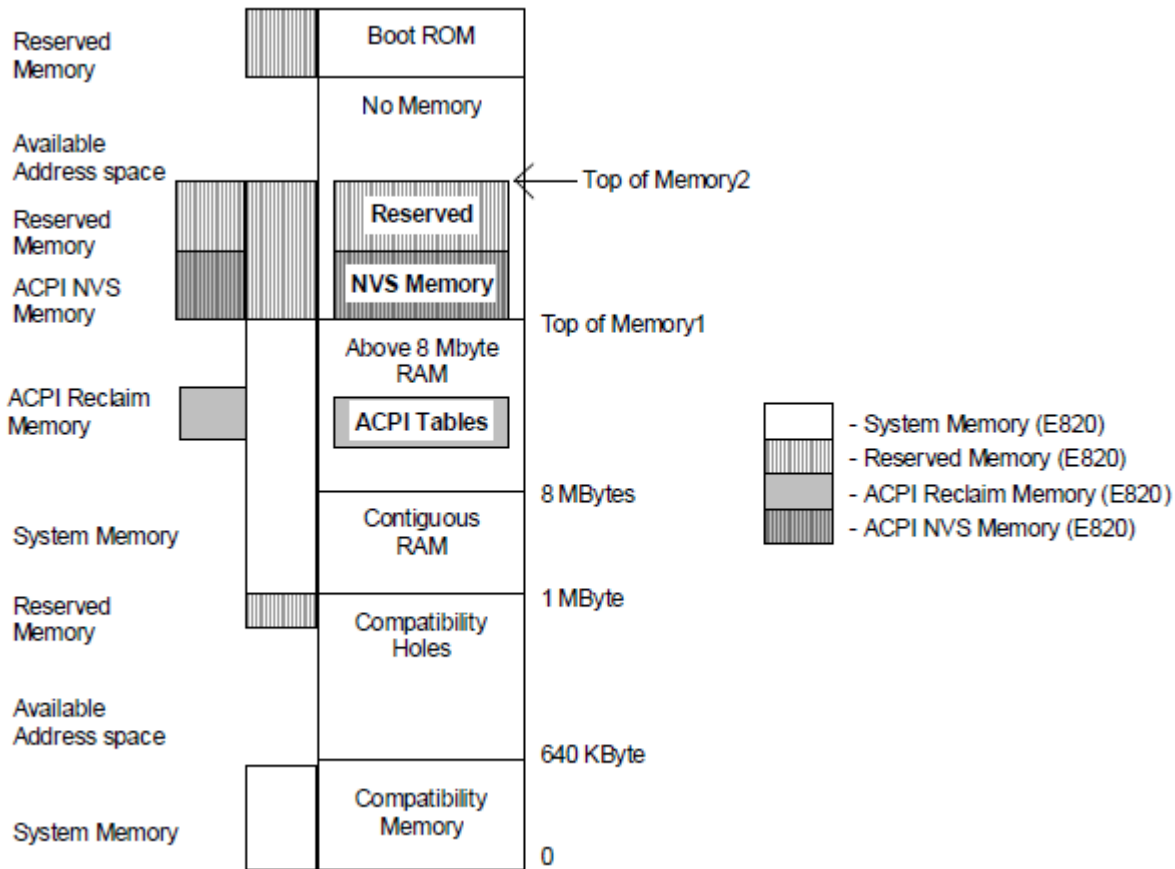 Reserved
Memory
Boot ROM
No Memory
Available
Address space
Top of Memory2
Reserved
Memory
Reserved
ACPI NVS
Memory
NVS Memory
Top of Memory1
Above 8 Mbyte
RAM
ACPI Reclaim
Memory
ACPI Tables
8 MBytes
System Memory
Contiguous
RAM
1 MByte
Reserved
Memory
Compatibility
Holes
Available
Address space
640 KByte
System Memory
Compatibility
Memory
0
- System Memory (E820)
- Reserved Memory (E820)
- ACPI Reclaim Memory (E820)
- ACPI NVS Memory (E820)